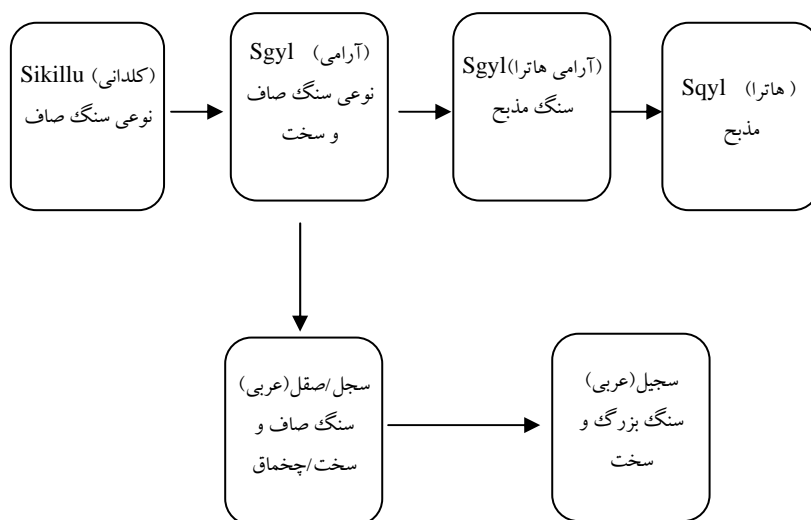 Sikillu (کلدانی)
نوعی سنگ صاف
Sgyl (آرامی)
نوعی سنگ صاف
و سخت
Sgyl(آرامی هاترا)
سنگ مذبح
Sqyl (هاترا )
مذبح
سجل/صقل(عربی)
سنگ صاف و
سخت/چخماق
سجیل(عربی)
سنگ بزرگ و
سخت